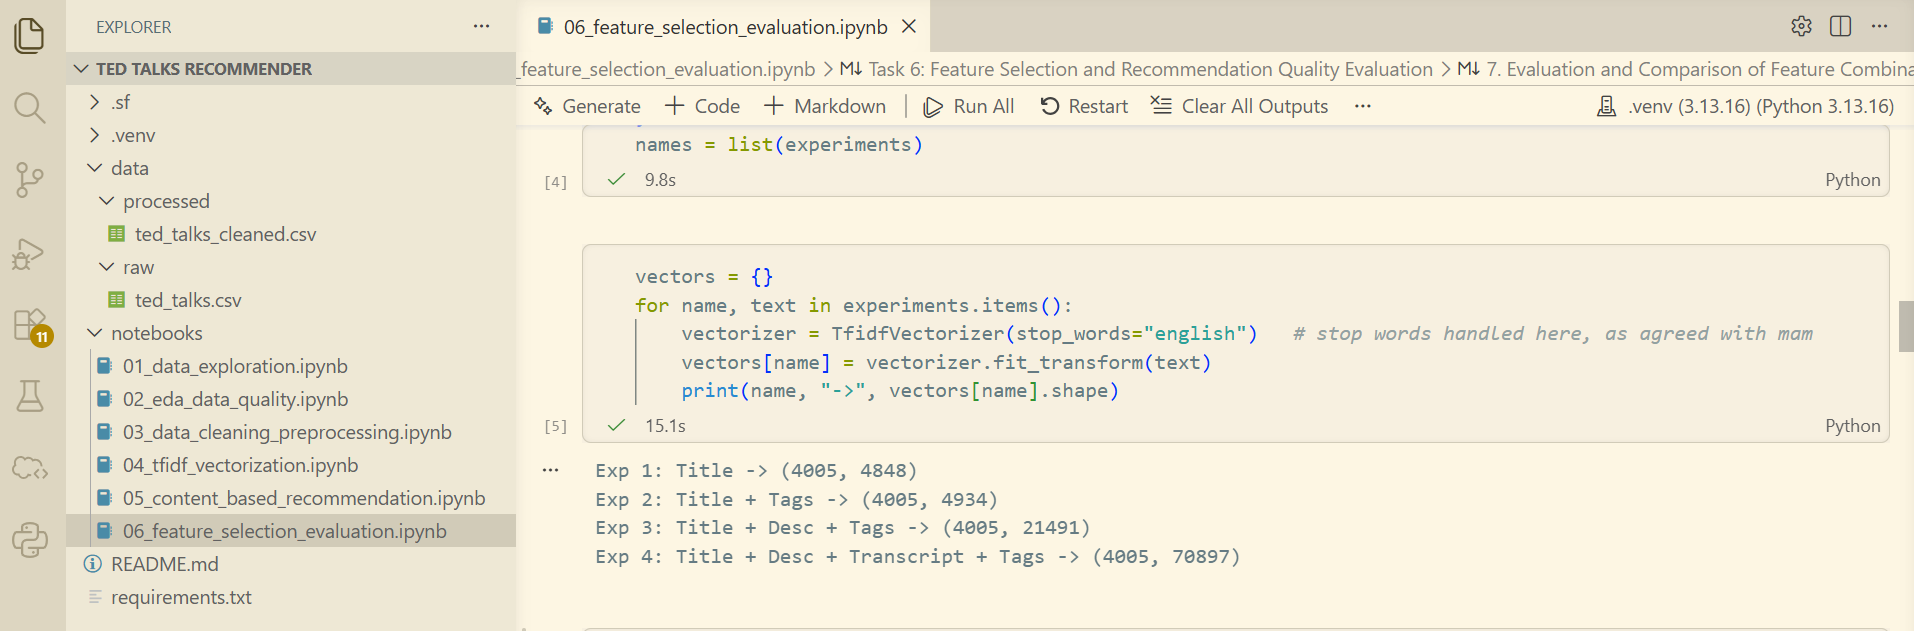 EXPLORER
TED TALKS RECOMMENDER
.sf
.venv
data
processed
ted_talks_cleaned.csv
raw
ted_talks.csv
notebooks
01_data_exploration.ipynb
02_eda_data_quality.ipynb
03_data_cleaning_preprocessing.ipynb
04_tfidf_vectorization.ipynb
05_content_based_recommendation.ipynb
06_feature_selection_evaluation.ipynb
README.md
requirements.txt
11
06_feature_selection_evaluation.ipynb
_feature_selection_evaluation.ipynb > M↓ Task 6: Feature Selection and Recommendation Quality Evaluation > M↓ 7. Evaluation and Comparison of Feature Combina
Generate + Code + Markdown | Run All Restart Clear All Outputs ... .venv (3.13.16) (Python 3.13.16)
names = list(experiments)
[4] 9.8s Python
vectors = {}
for name, text in experiments.items():
vectorizer = TfidfVectorizer(stop_words="english") # stop words handled here, as agreed with mam
vectors[name] = vectorizer.fit_transform(text)
print(name, "->", vectors[name].shape)
[5] 15.1s Python
Exp 1: Title -> (4005, 4848)
Exp 2: Title + Tags -> (4005, 4934)
Exp 3: Title + Desc + Tags -> (4005, 21491)
Exp 4: Title + Desc + Transcript + Tags -> (4005, 70897)